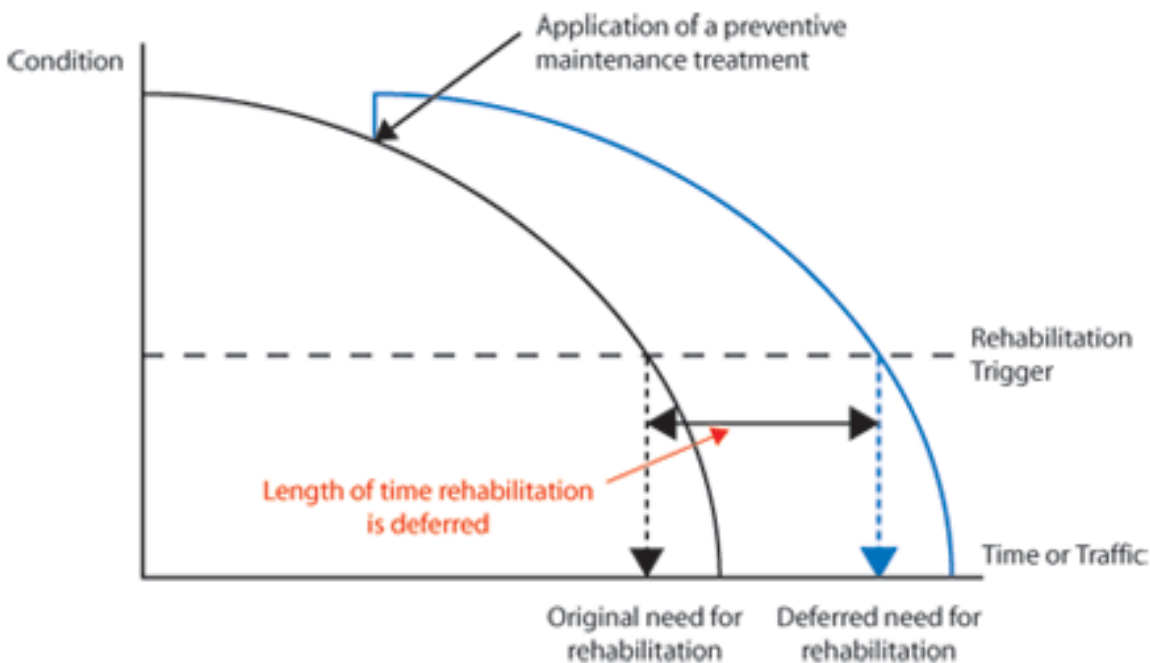 Application of a preventive
maintenance treatment
Condition
Rehabilitation
Trigger
Length of time rehabilitation
is deferred
Time or Traffic
Original need for
rehabilitation
Deferred need for
rehabilitation